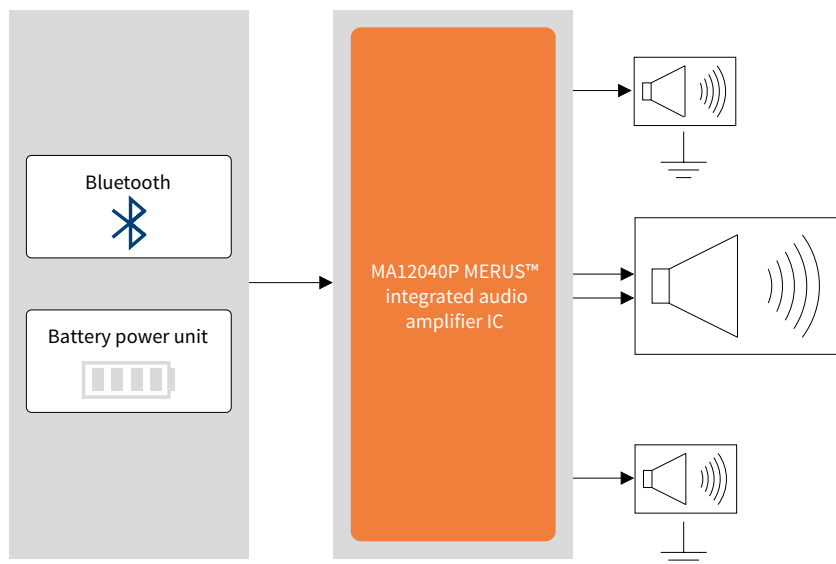 Bluetooth
Battery power unit
MA12040P MERUS™
integrated audio
amplifier IC